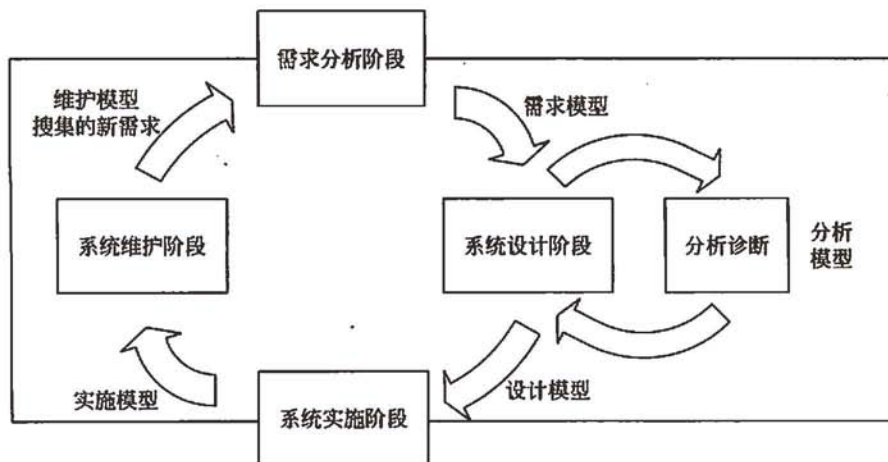 需求分析阶段
维护模型
搜集的新需求
需求模型
系统维护阶段
系统设计阶段
分析诊断
分析
模型
实施模型
设计模型
系统实施阶段